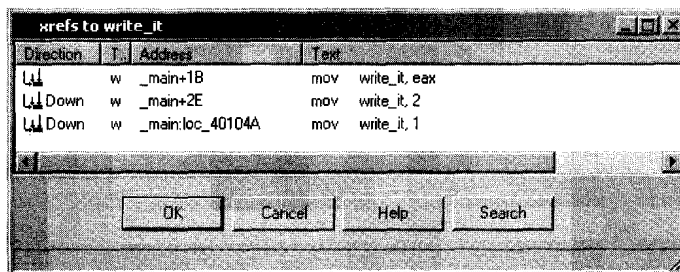 xrefs to write_it
Direction T.. Address Text
w _main+1B mov write_it, eax
Down w _main+2E mov write_it, 2
Down w _main:loc_40104A mov write_it, 1
OK Cancel Help Search